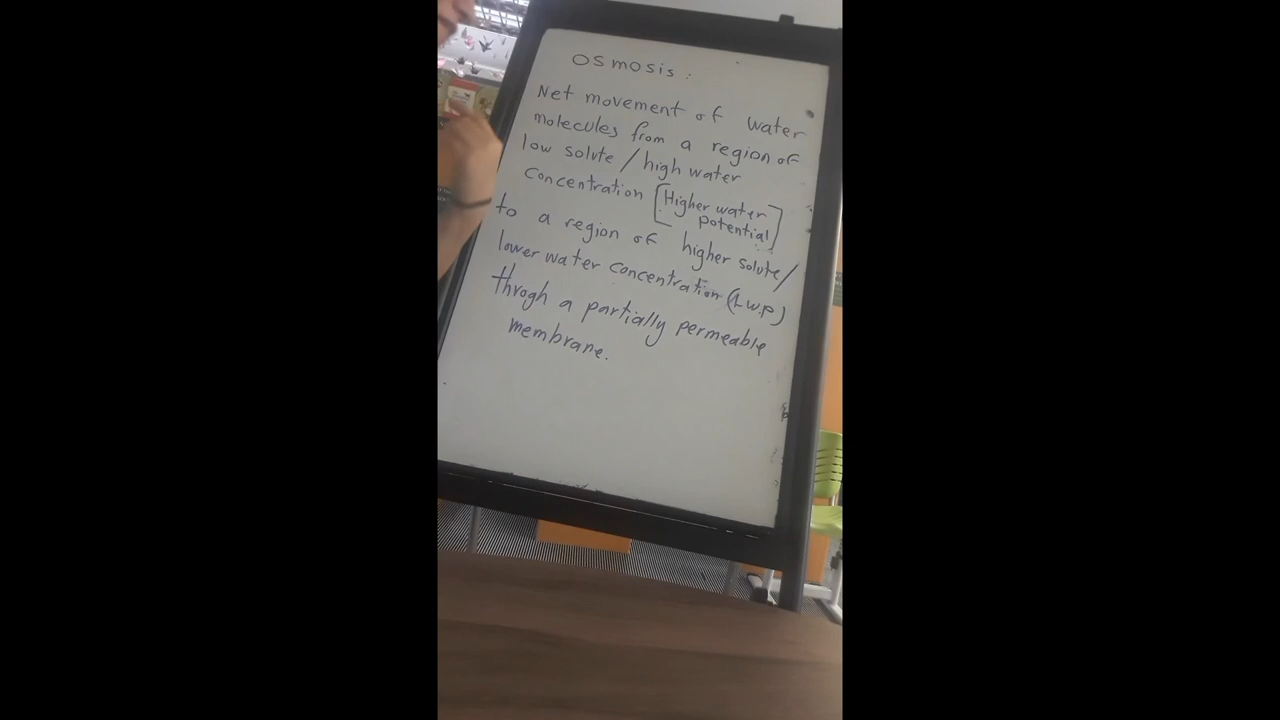 Osmosis :
Net movement of water
molecules from a region of
low solute / high water
concentration [Higher water
potential]
to a region of higher solute/
lower water concentration (L.w.p)
throgh a partially permeable
membrane.